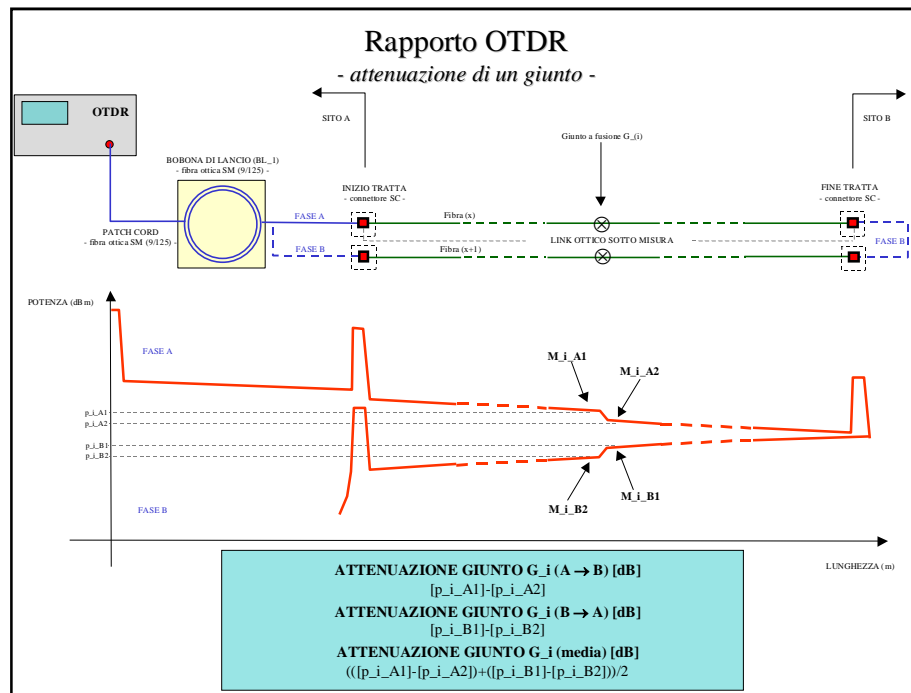 Rapporto OTDR
- attenuazione di un giunto -
OTDR
SITO A
SITO B
Giunto a fusione G_(i)
BOBONA DI LANCIO (BL_1)
- fibra ottica SM (9/125) -
INIZIO TRATTA
- connettore SC -
FINE TRATTA
- connettore SC -
FASE A
Fibra (x)
PATCH CORD
- fibra ottica SM (9/125) -
FASE B
LINK OTTICO SOTTO MISURA
FASE B
Fibra (x+1)
POTENZA (dBm)
FASE A
M_i_A1
M_i_A2
p_i_A1
p_i_A2
p_i_B1
p_i_B2
M_i_B1
M_i_B2
FASE B
LUNGHEZZA (m)
ATTENUAZIONE GIUNTO G_i (A → B) [dB]
[p_i_A1]-[p_i_A2]
ATTENUAZIONE GIUNTO G_i (B → A) [dB]
[p_i_B1]-[p_i_B2]
ATTENUAZIONE GIUNTO G_i (media) [dB]
(([p_i_A1]-[p_i_A2])+([p_i_B1]-[p_i_B2]))/2